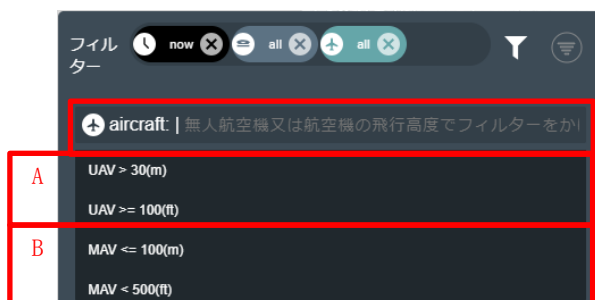 フィル
ター
now all all
aircraft: 無人航空機又は航空機の飛行高度でフィルターをかけ
A
UAV > 30(m)
UAV >= 100(ft)
B
MAV <= 100(m)
MAV < 500(ft)